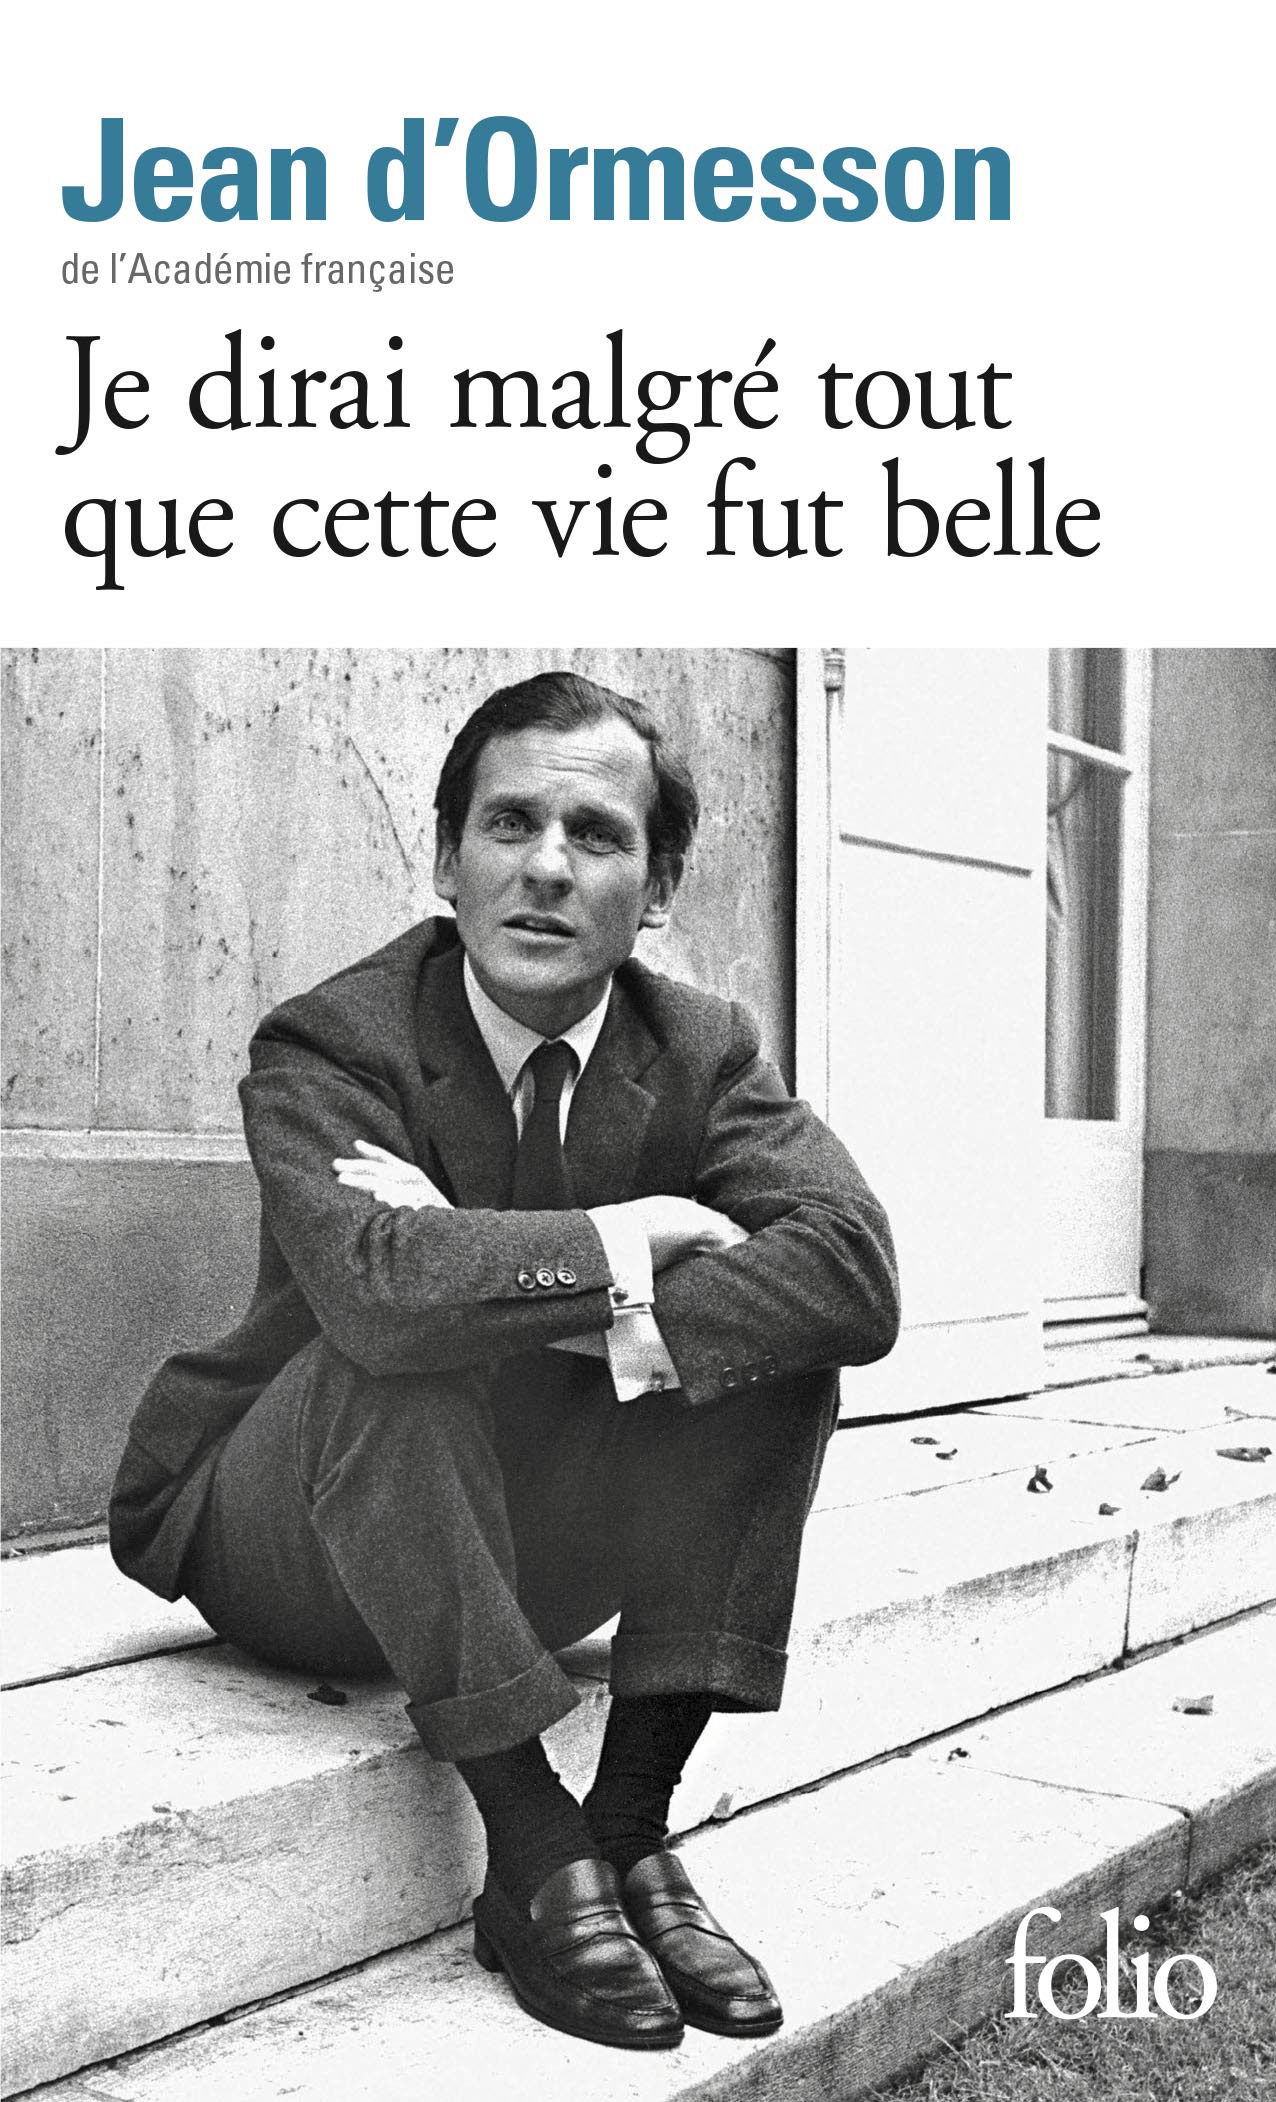 Jean d’Ormesson
de l’Académie française
Je dirai malgré tout
que cette vie fut belle
folio